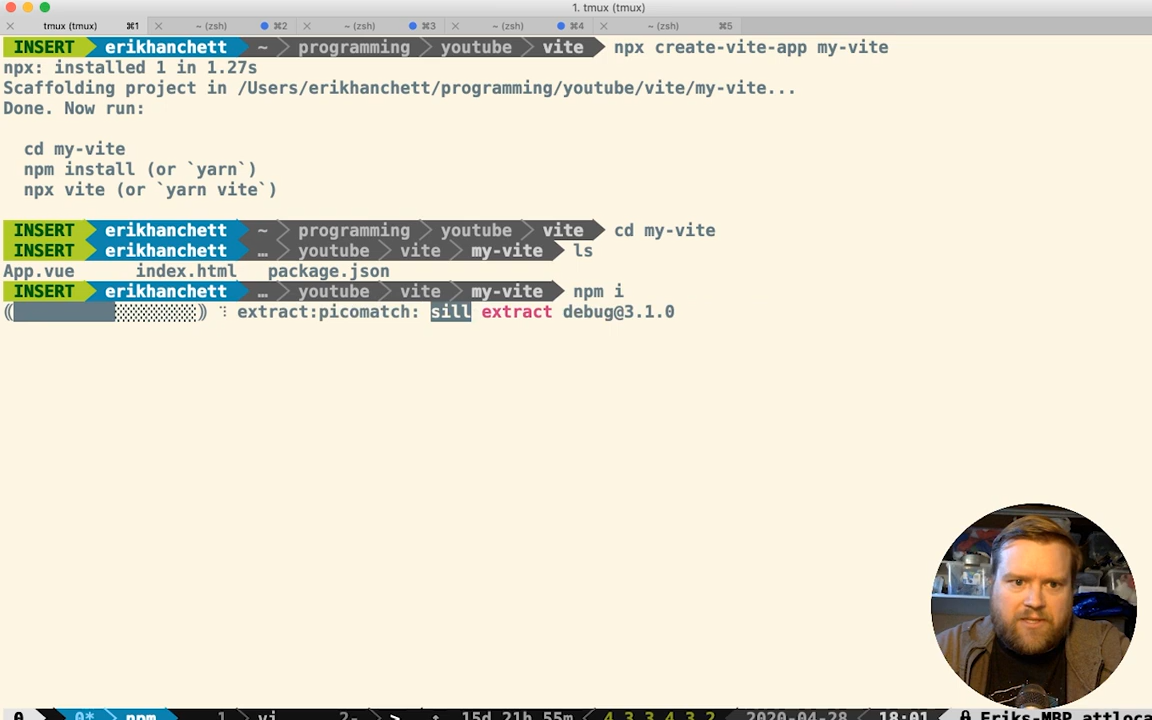 1. tmux (tmux)
tmux (tmux) ⌘1 ~ (zsh) ⌘2 ~ (zsh) ⌘3 ~ (zsh) ⌘4 ~ (zsh) ⌘5
INSERT erikhanchett ~ programming youtube vite npx create-vite-app my-vite
npx: installed 1 in 1.27s
Scaffolding project in /Users/erikhanchett/programming/youtube/vite/my-vite...
Done. Now run:
cd my-vite
npm install (or `yarn`)
npx vite (or `yarn vite`)
INSERT erikhanchett ~ programming youtube vite cd my-vite
INSERT erikhanchett … youtube vite my-vite ls
App.vue index.html package.json
INSERT erikhanchett … youtube vite my-vite npm i
extract:picomatch: sill extract debug@3.1.0
0 0* npm 1 vi 2- > ↑ 15d 21h 55m 4.3 3.4 3.2 2020-04-28 18:01 Eriks-MBP.attloca